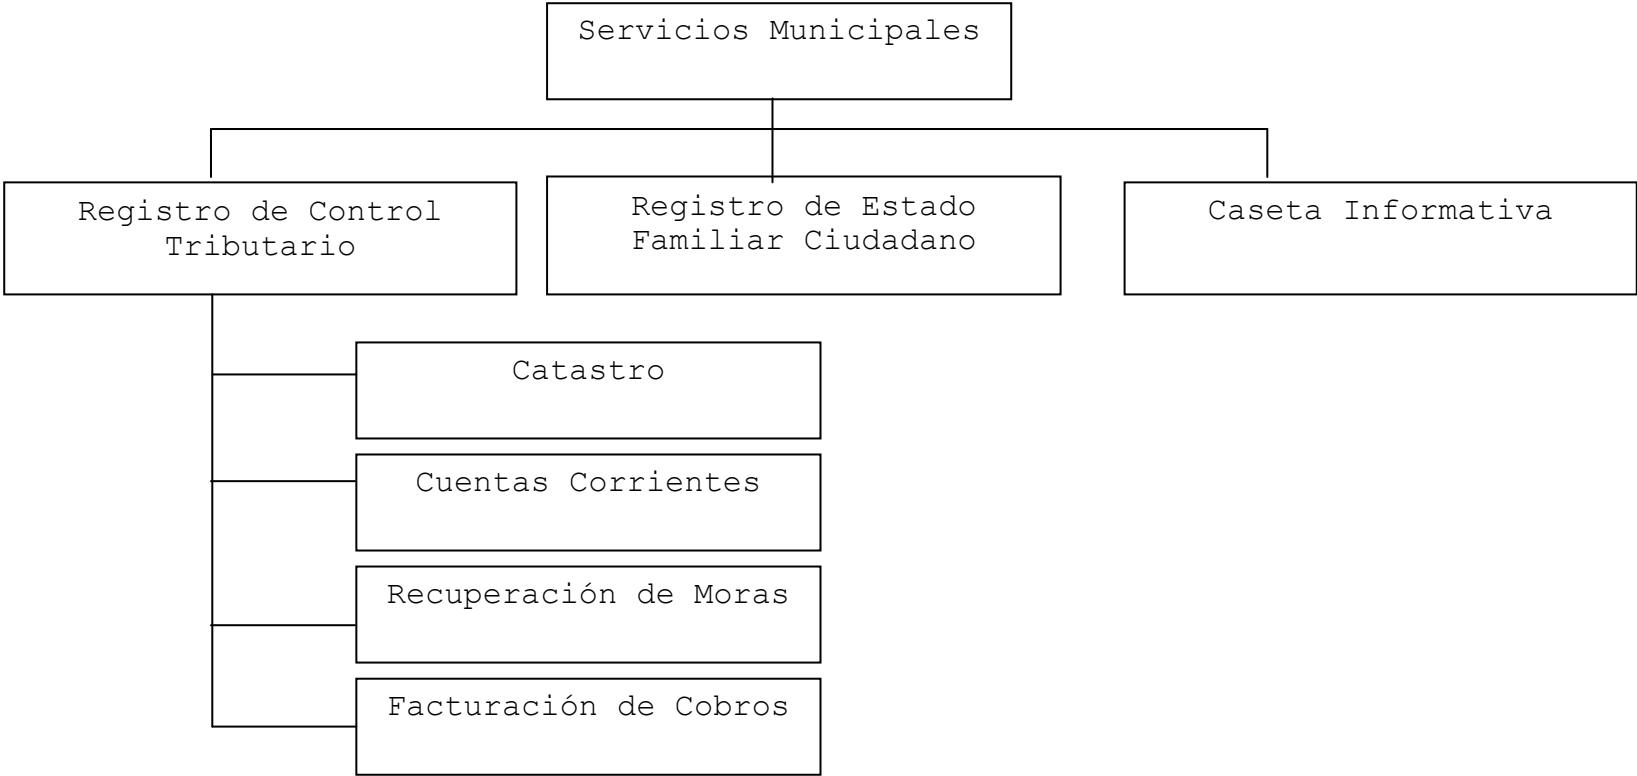 Servicios Municipales
Registro de Control
Tributario
Registro de Estado
Familiar Ciudadano
Caseta Informativa
Catastro
Cuentas Corrientes
Recuperación de Moras
Facturación de Cobros